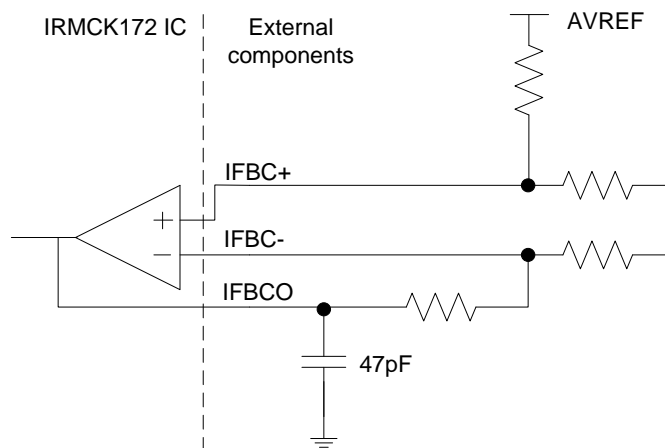 IRMCK172 IC
External
components
AVREF
IFBC+
+
IFBC-
−
IFBCO
47pF